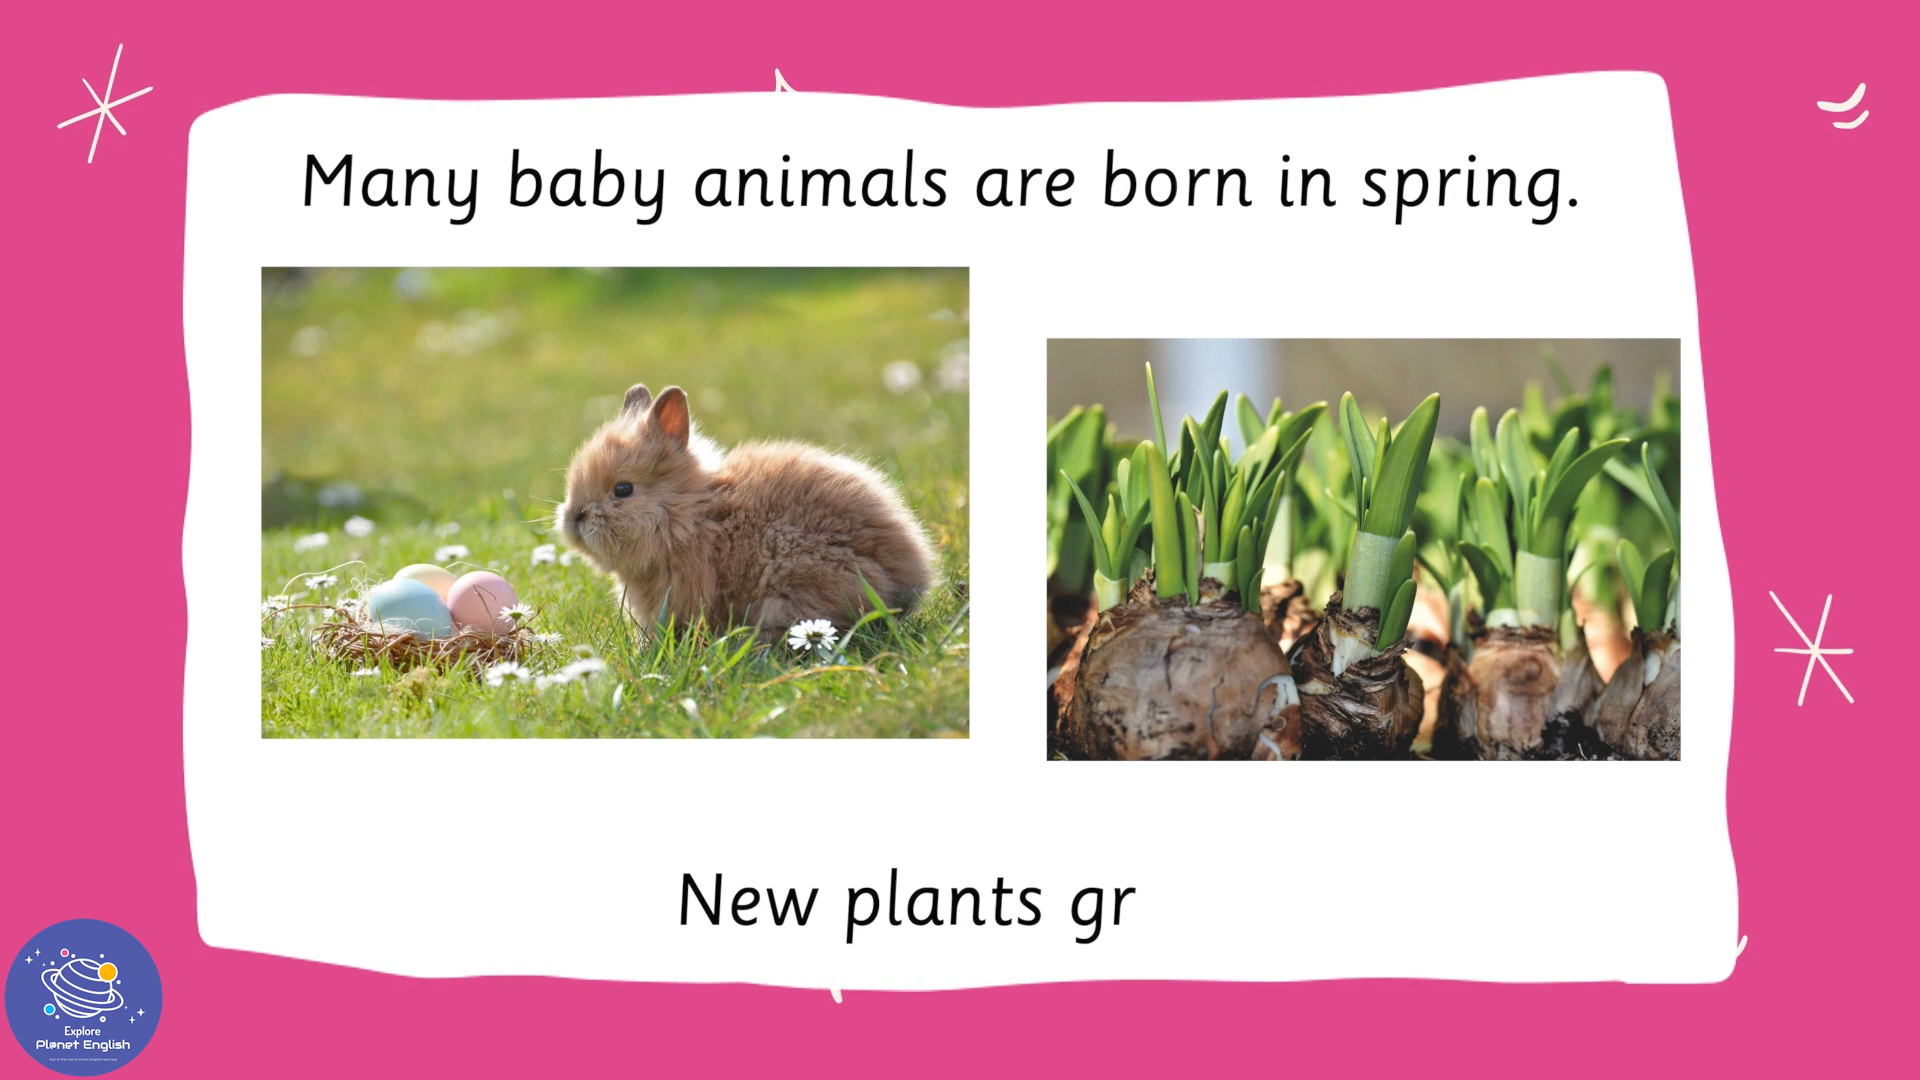 Many baby animals are born in spring.
New plants gr
Explore
Planet English